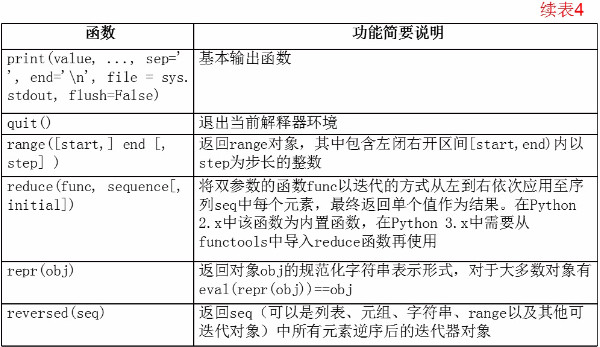 续表4
函数 功能简要说明
print(value, ..., sep='
', end='\n', file = sys.
stdout, flush=False)
基本输出函数
quit()
退出当前解释器环境
range([start,] end [,
step] )
返回range对象，其中包含左闭右开区间[start,end)内以
step为步长的整数
reduce(func, sequence[,
initial])
将双参数的函数func以迭代的方式从左到右依次应用至序
列seq中每个元素，最终返回单个值作为结果。在Python
2.x中该函数为内置函数，在Python 3.x中需要从
functools中导入reduce函数再使用
repr(obj)
返回对象obj的规范化字符串表示形式，对于大多数对象有
eval(repr(obj))==obj
reversed(seq)
返回seq（可以是列表、元组、字符串、range以及其他可
迭代对象）中所有元素逆序后的迭代器对象